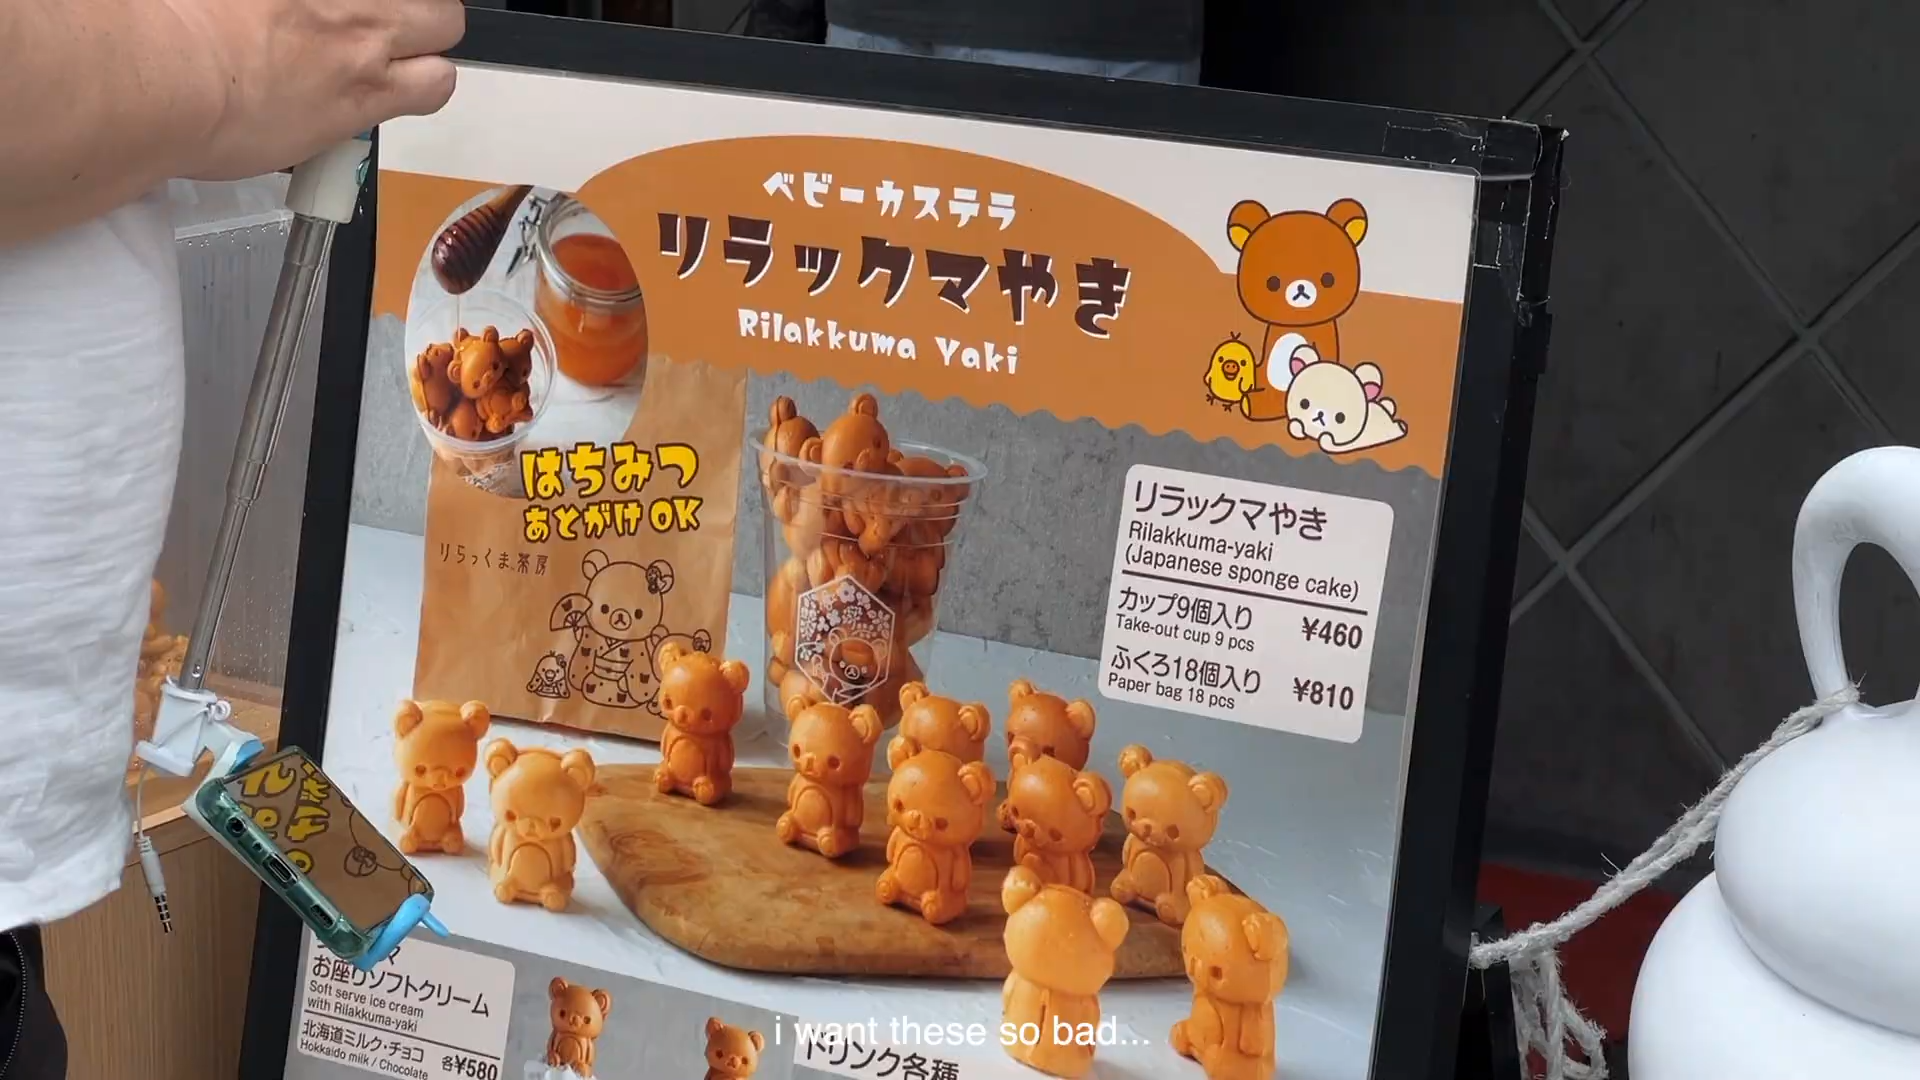 ベビーカステラ
リラックマやき
Rilakkuma Yaki
はちみつ
あとがけOK
りらっくま茶房
リラックマやき
Rilakkuma-yaki
(Japanese sponge cake)
カップ9個入り ¥460
Take-out cup 9 pcs
ふくろ18個入り ¥810
Paper bag 18 pcs
お座りソフトクリーム
Soft serve ice cream
with Rilakkuma-yaki
北海道ミルク・チョコ 各¥580
Hokkaido milk / Chocolate
ドリンク各種
i want these so bad...